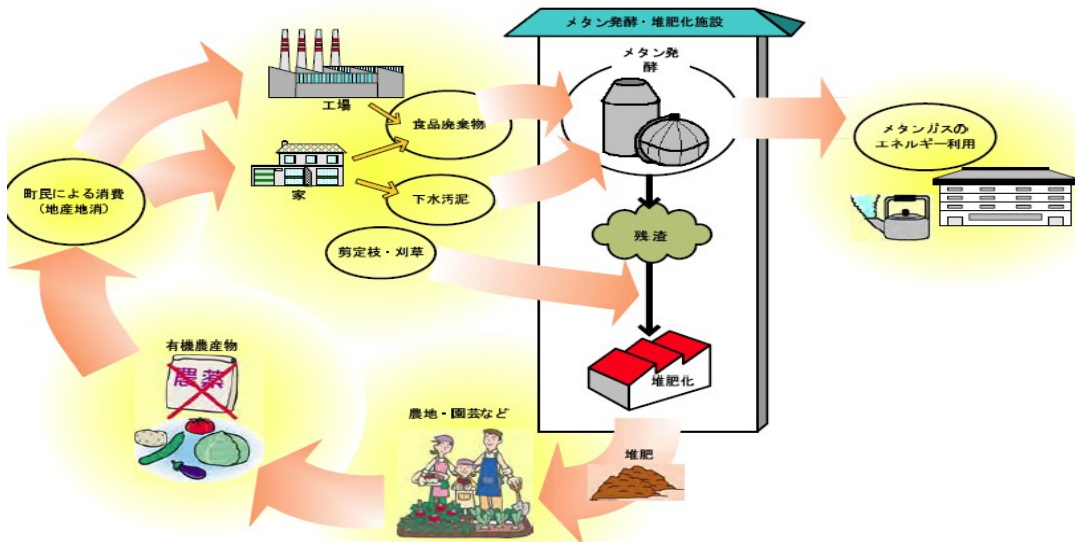 メタン発酵・堆肥化施設
メタン発
酵
工場
食品廃棄物
メタンガスの
エネルギー利用
家
町民による消費
(地産地消)
下水汚泥
剪定枝・刈草
残渣
有機農産物
農薬
堆肥化
農地・園芸など
堆肥